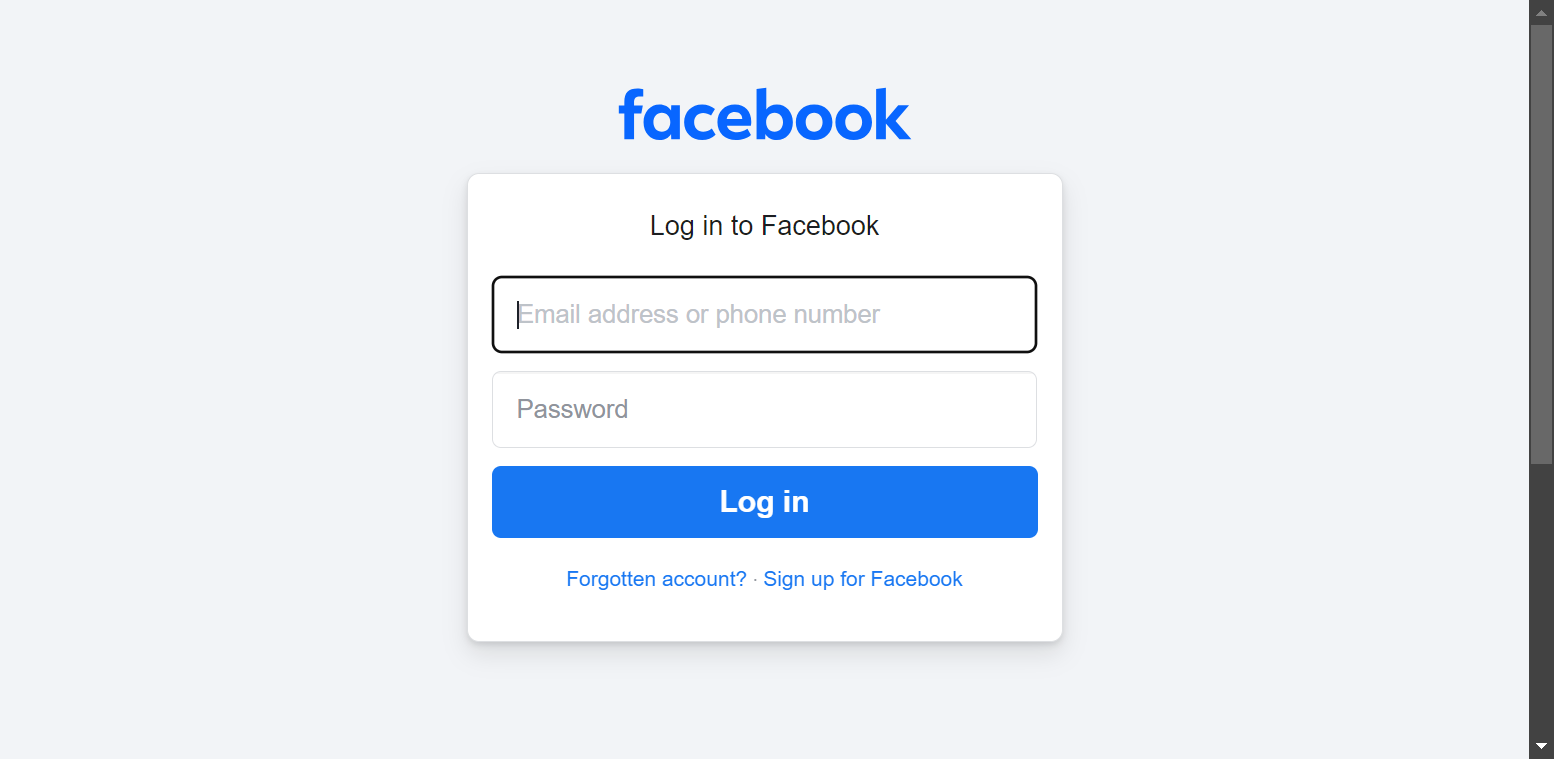 facebook
Log in to Facebook
Email address or phone number
Password
Log in
Forgotten account? · Sign up for Facebook